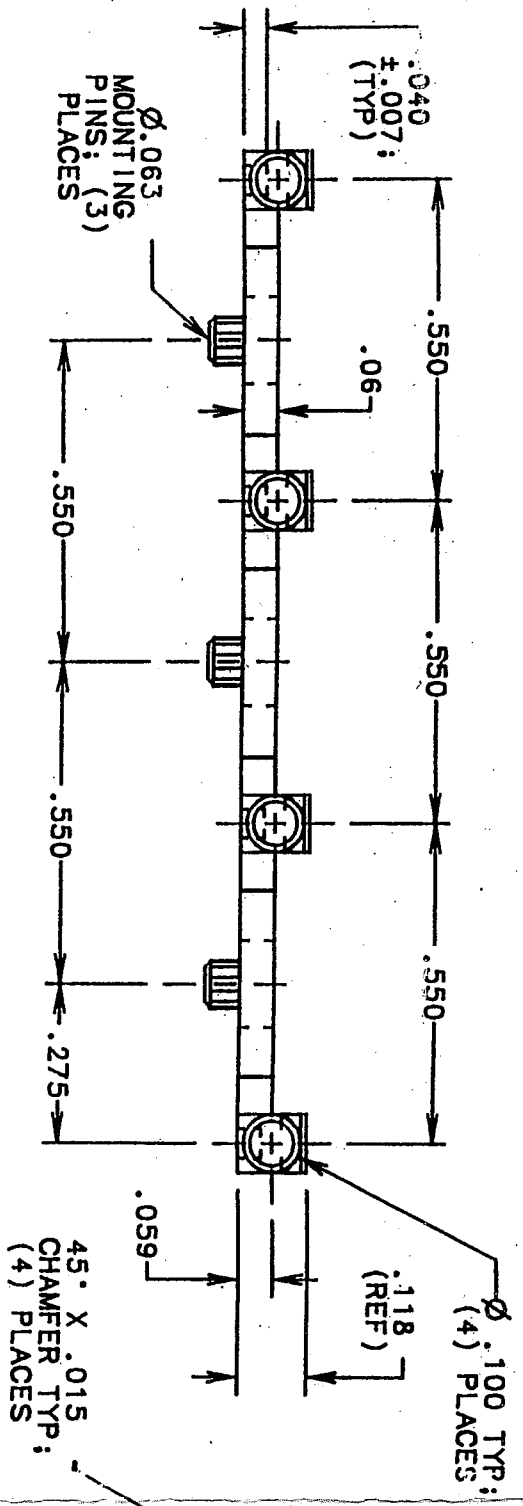 Ø .100 TYP;
(4) PLACES
.118
(REF)
.040
±.007;
(TYP)
.550
.550
.550
.06
.059
Ø.063
MOUNTING
PINS; (3)
PLACES
.550
.550
.275
45° X .015
CHAMFER TYP;
(4) PLACES